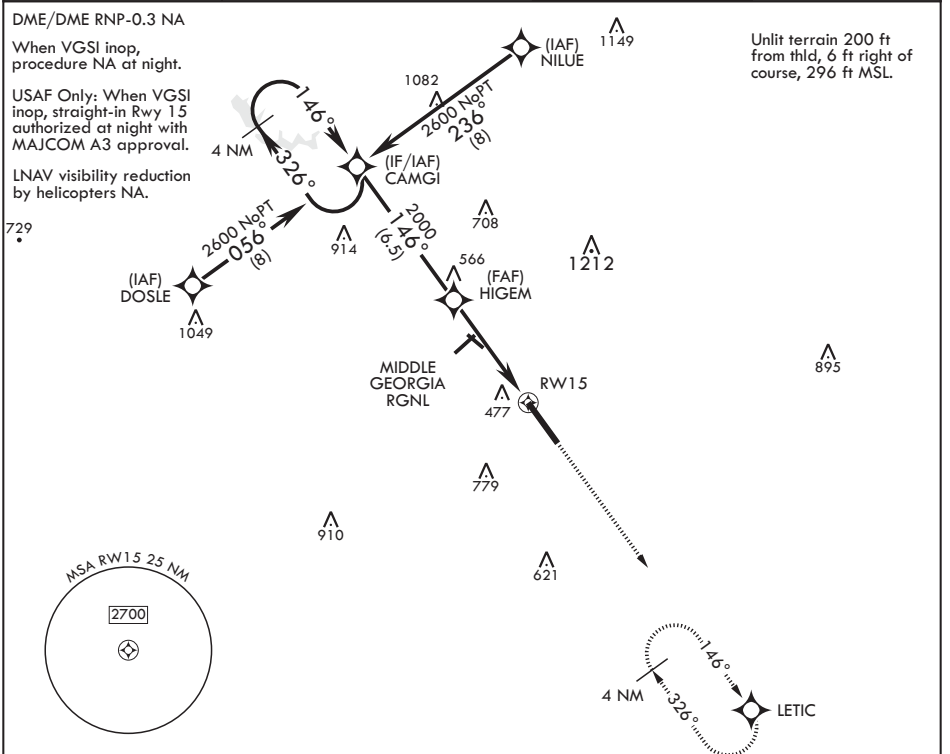 DME/DME RNP-0.3 NA
When VGSI inop,
procedure NA at night.
USAF Only: When VGSI
inop, straight-in Rwy 15
authorized at night with
MAJCOM A3 approval.
LNAV visibility reduction
by helicopters NA.
Unlit terrain 200 ft
from thld, 6 ft right of
course, 296 ft MSL.
(IAF)
NILUE
1149
1082
2600 NoPT
236°
(8)
146°
4 NM
326°
(IF/IAF)
CAMGI
729
2600 NoPT
056°
(8)
(IAF)
DOSLE
1049
914
2000
146°
(6.5)
708
566
1212
(FAF)
HIGEM
MIDDLE
GEORGIA
RGNL
RW15
477
895
779
910
621
MSA RW15 25 NM
2700
146°
4 NM
326°
LETIC